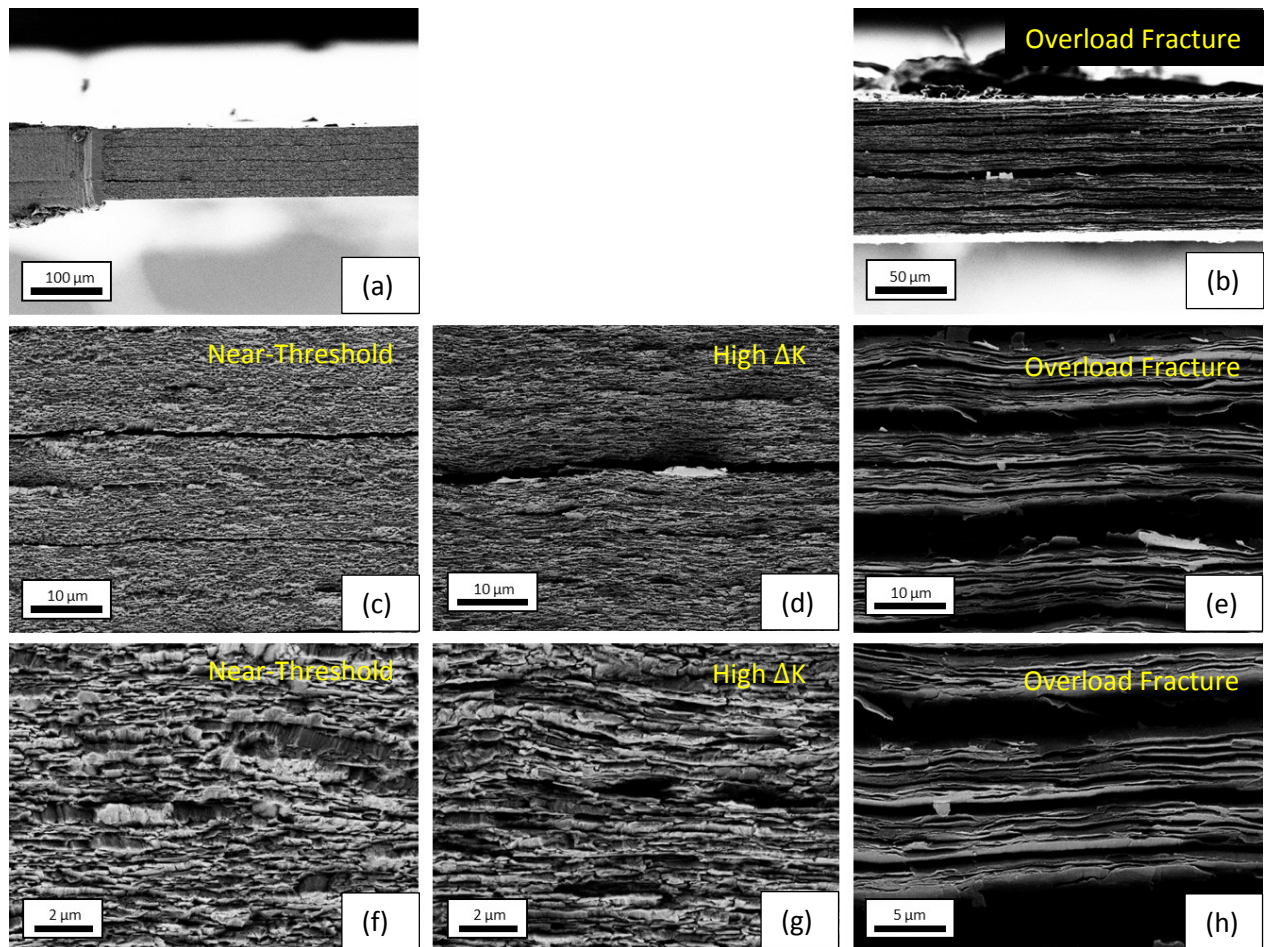 Overload Fracture
100 µm
(a)
50 µm
(b)
Near-Threshold
High ΔK
Overload Fracture
10 µm
(c)
10 µm
(d)
10 µm
(e)
Near-Threshold
High ΔK
Overload Fracture
2 µm
(f)
2 µm
(g)
5 µm
(h)